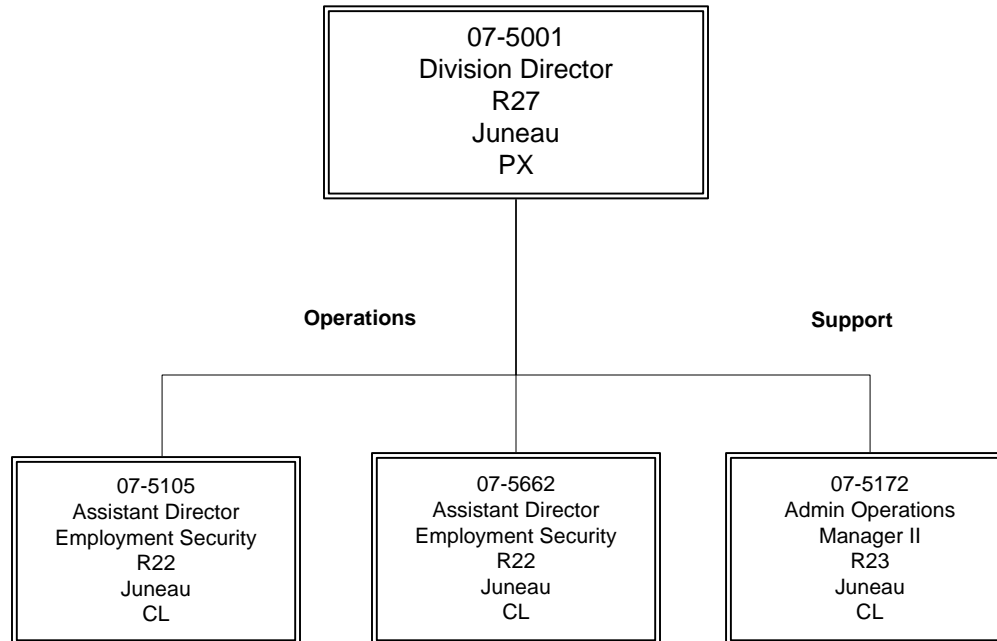 07-5001
Division Director
R27
Juneau
PX
Operations
Support
07-5105
Assistant Director
Employment Security
R22
Juneau
CL
07-5662
Assistant Director
Employment Security
R22
Juneau
CL
07-5172
Admin Operations
Manager II
R23
Juneau
CL